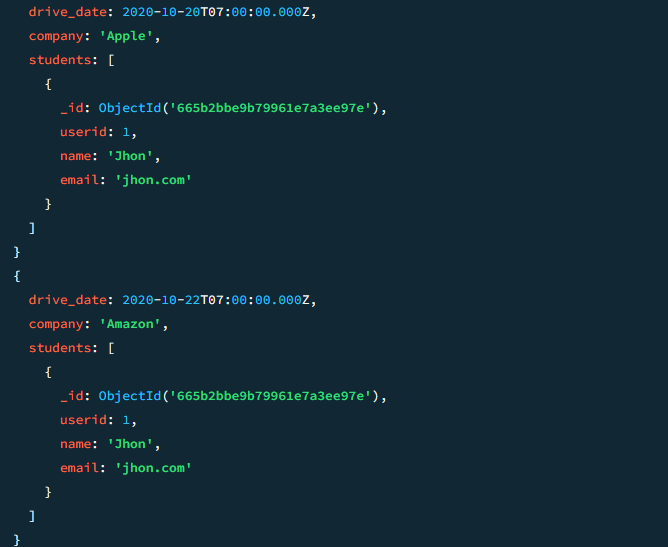 drive_date: 2020-10-20T07:00:00.000Z,
company: 'Apple',
students: [
{
_id: ObjectId('665b2bbe9b79961e7a3ee97e'),
userid: 1,
name: 'Jhon',
email: 'jhon.com'
}
]
}
{
drive_date: 2020-10-22T07:00:00.000Z,
company: 'Amazon',
students: [
{
_id: ObjectId('665b2bbe9b79961e7a3ee97e'),
userid: 1,
name: 'Jhon',
email: 'jhon.com'
}
]
}